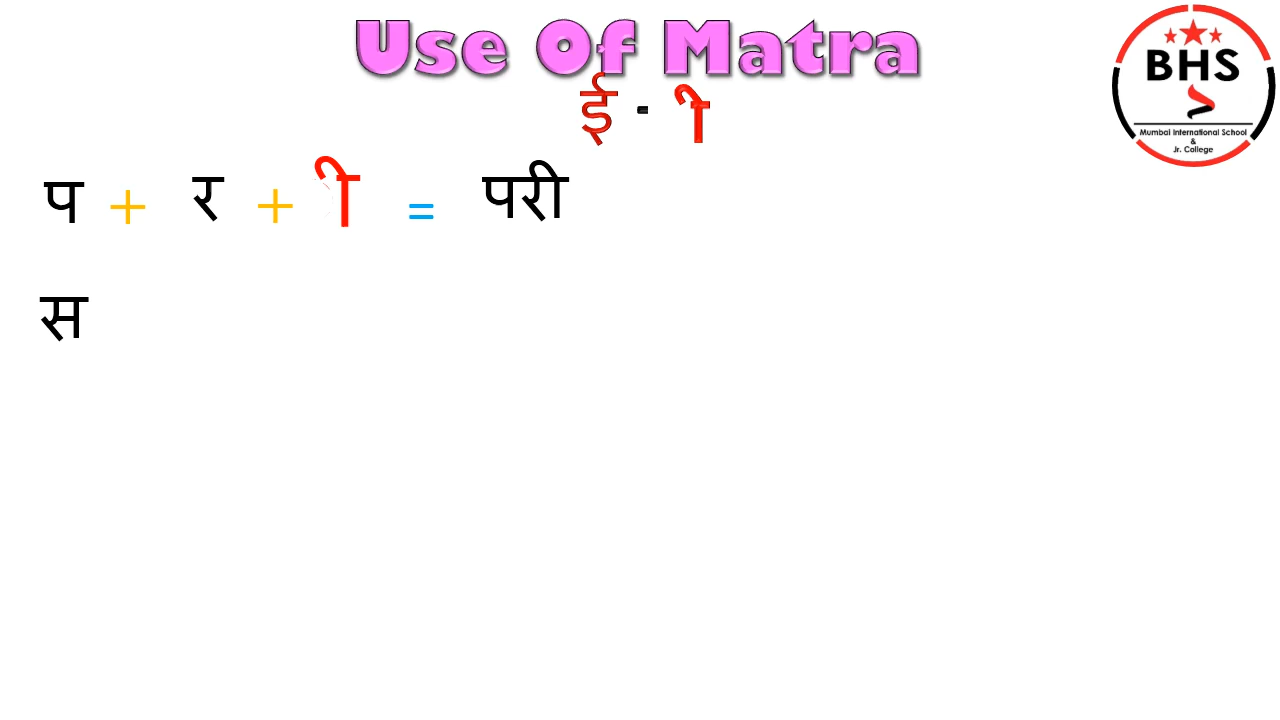 Use Of Matra
ई - ी
BHS
Mumbai International School
&
Jr. College
प + र + ी = परी
स